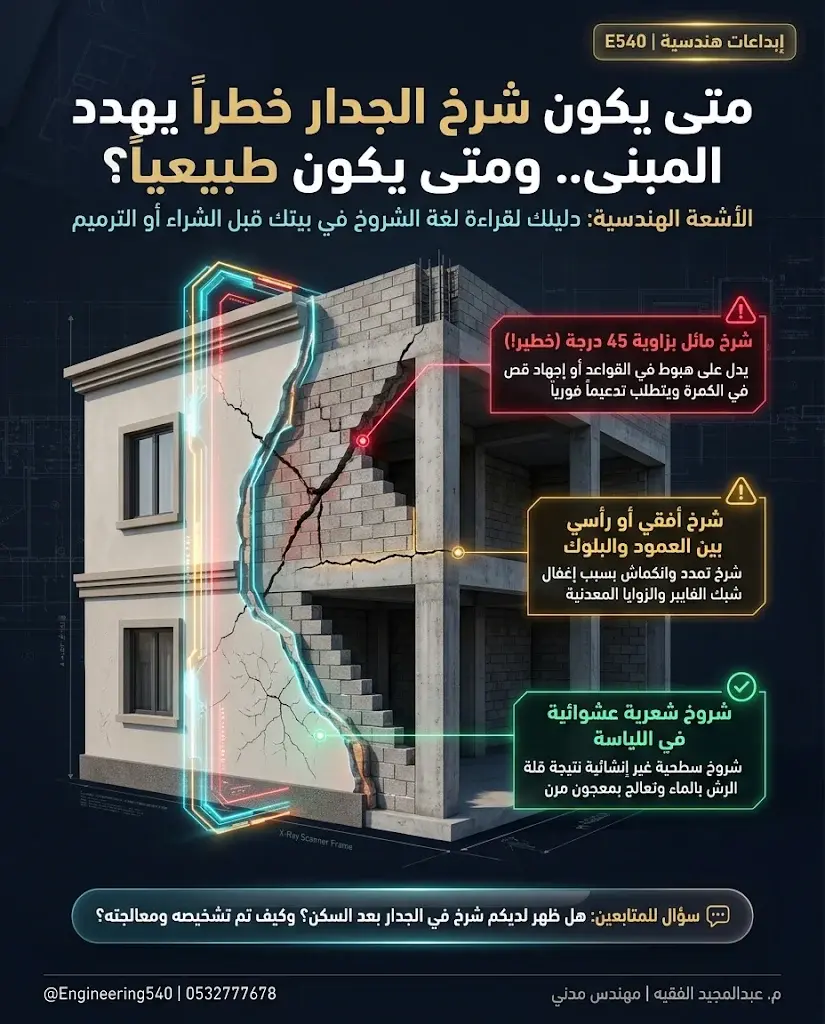 إبداعات هندسية | E540
متى يكون شرخ الجدار خطراً يهدد
المبنى.. ومتى يكون طبيعياً؟
الأشعة الهندسية: دليلك لقراءة لغة الشروخ في بيتك قبل الشراء أو الترميم
شرخ مائل بزاوية 45 درجة (خطير!)
يدل على هبوط في القواعد أو إجهاد قص
في الكمرة ويتطلب تدعيماً فورياً
شرخ أفقي أو رأسي
بين العمود والبلوك
شرخ تمدد وانكماش بسبب إغفال
شبك الفايبر والزوايا المعدنية
شروخ شعرية عشوائية
في اللياسة
شروخ سطحية غير إنشائية نتيجة قلة
الرش بالماء وتعالج بمعجون مرن
X-Ray Scanner Frame
سؤال للمتابعين: هل ظهر لديكم شرخ في الجدار بعد السكن؟ وكيف تم تشخيصه ومعالجته؟
م. عبدالمجيد الفقيه | مهندس مدني
@Engineering540 | 0532777678